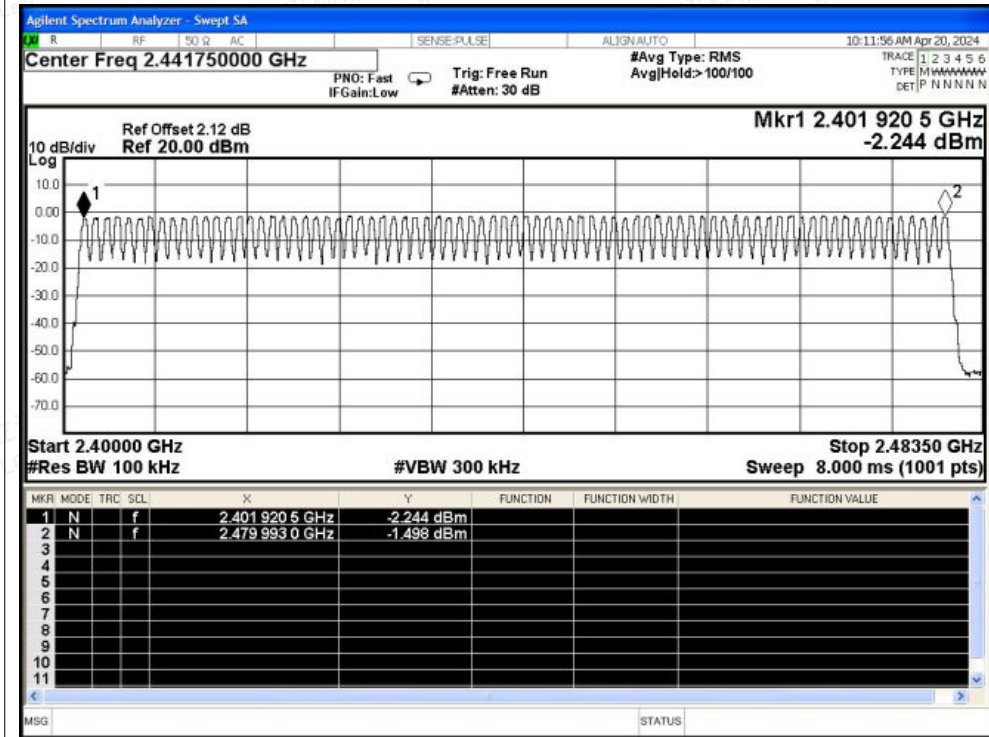 Agilent Spectrum Analyzer - Swept SA
LXI R RF 50 Ω AC SENSE:PULSE ALIGNAUTO 10:11:56 AM Apr 20, 2024
Center Freq 2.441750000 GHz
PNO: Fast
IFGain:Low
Trig: Free Run
#Atten: 30 dB
#Avg Type: RMS
Avg|Hold:>100/100
TRACE 1 2 3 4 5 6
TYPE M
DET P N N N N N
Mkr1 2.401 920 5 GHz
-2.244 dBm
Ref Offset 2.12 dB
10 dB/div Ref 20.00 dBm
Log
10.0
0.00
-10.0
-20.0
-30.0
-40.0
-50.0
-60.0
-70.0
1
2
Start 2.40000 GHz Stop 2.48350 GHz
#Res BW 100 kHz #VBW 300 kHz Sweep 8.000 ms (1001 pts)
MKR MODE TRC SCL X Y FUNCTION FUNCTION WIDTH FUNCTION VALUE
1 N f 2.401 920 5 GHz -2.244 dBm
2 N f 2.479 993 0 GHz -1.498 dBm
3
4
5
6
7
8
9
10
11
MSG STATUS